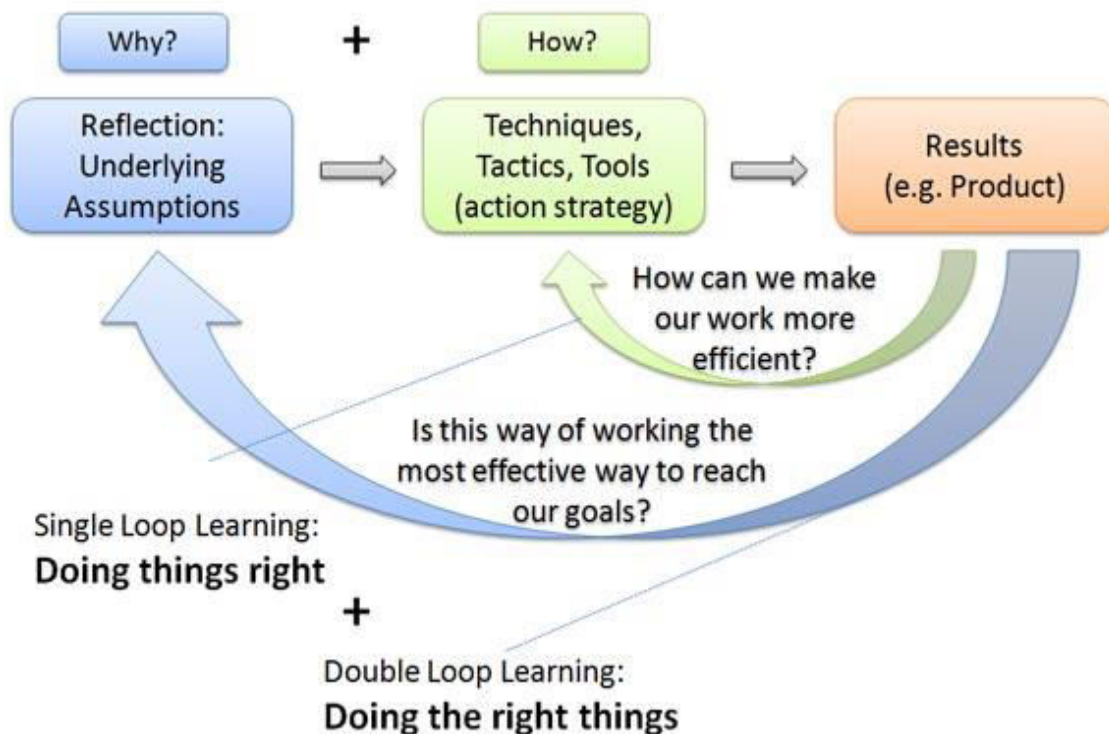 Why?
+
How?
Reflection:
Underlying
Assumptions
Techniques,
Tactics, Tools
(action strategy)
Results
(e.g. Product)
How can we make
our work more
efficient?
Is this way of working the
most effective way to reach
our goals?
Single Loop Learning:
Doing things right
+
Double Loop Learning:
Doing the right things